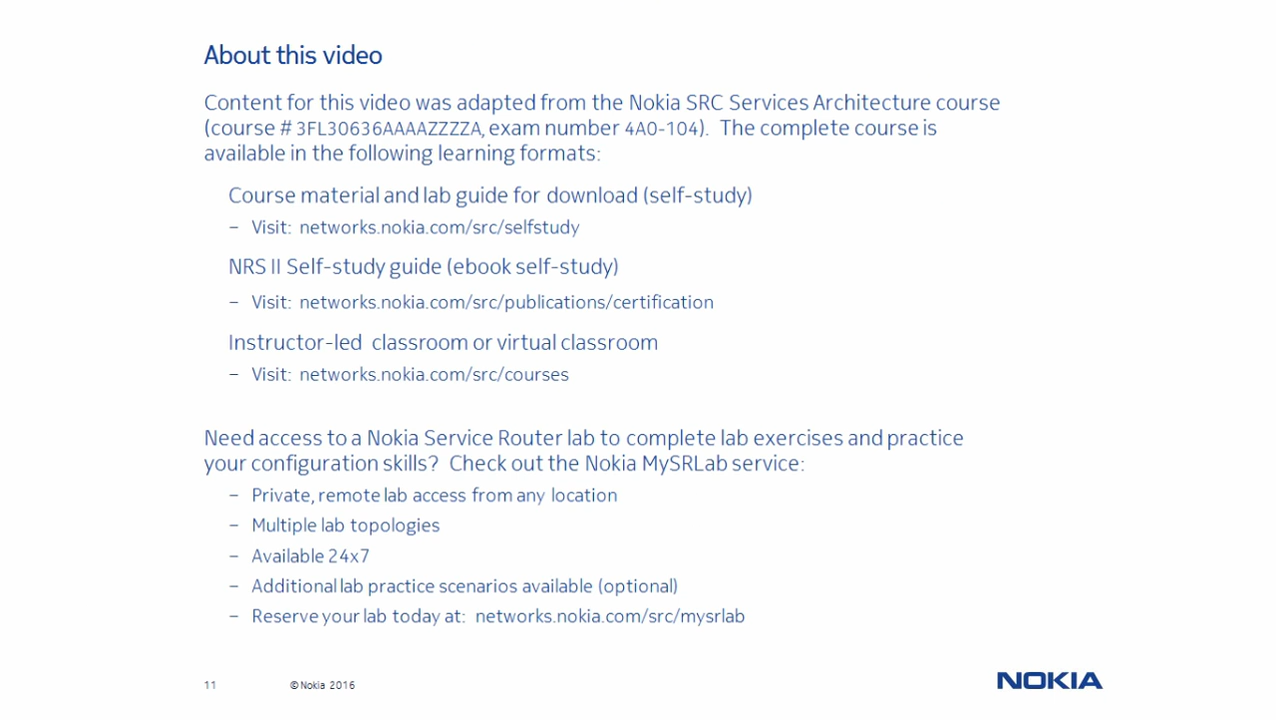 About this video
Content for this video was adapted from the Nokia SRC Services Architecture course
(course # 3FL30636AAAAZZZZA, exam number 4A0-104). The complete course is
available in the following learning formats:
Course material and lab guide for download (self-study)
– Visit: networks.nokia.com/src/selfstudy
NRS II Self-study guide (ebook self-study)
– Visit: networks.nokia.com/src/publications/certification
Instructor-led classroom or virtual classroom
– Visit: networks.nokia.com/src/courses
Need access to a Nokia Service Router lab to complete lab exercises and practice
your configuration skills? Check out the Nokia MySRLab service:
– Private, remote lab access from any location
– Multiple lab topologies
– Available 24x7
– Additional lab practice scenarios available (optional)
– Reserve your lab today at: networks.nokia.com/src/mysrlab
11 © Nokia 2016
NOKIA